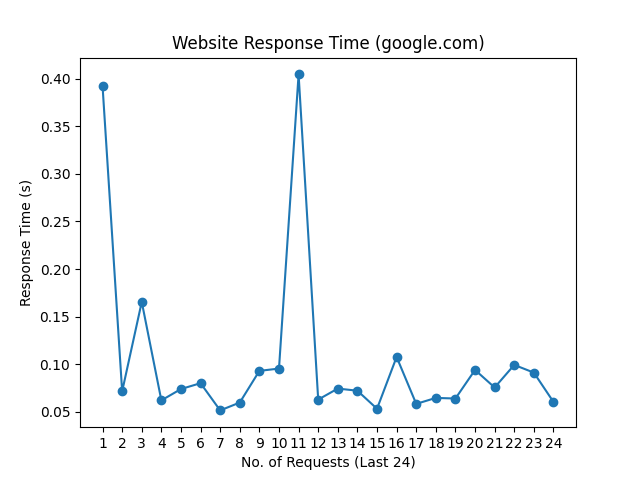 Website Response Time (google.com)
0.40
0.35
0.30
0.25
0.20
0.15
0.10
0.05
Response Time (s)
1 2 3 4 5 6 7 8 9 10 11 12 13 14 15 16 17 18 19 20 21 22 23 24
No. of Requests (Last 24)